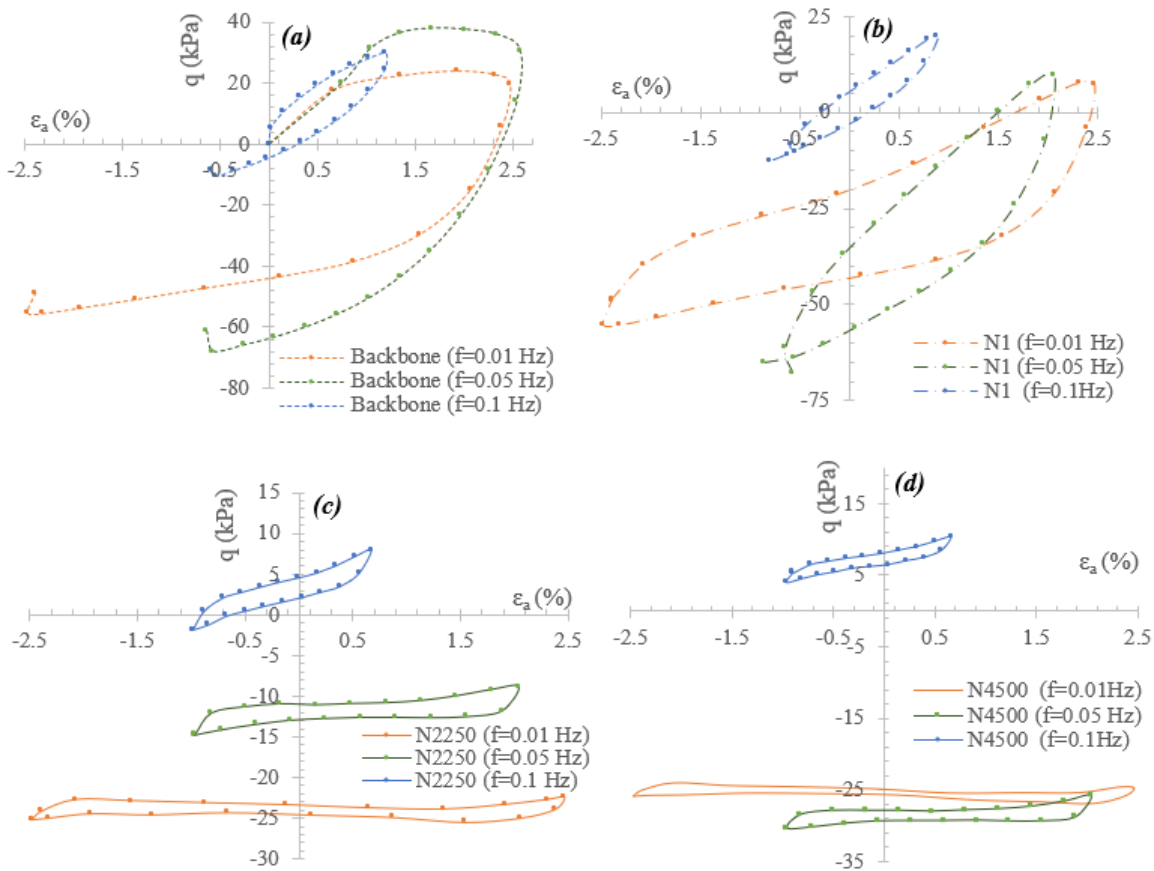 (a)
q (kPa)
εa (%)
40
20
0
-20
-40
-60
-80
-2.5 -1.5 -0.5 0.5 1.5 2.5
Backbone (f=0.01 Hz)
Backbone (f=0.05 Hz)
Backbone (f=0.1 Hz)
(b)
q (kPa)
εa (%)
25
0
-25
-50
-75
-2.5 -1.5 -0.5 0.5 1.5 2.5
N1 (f=0.01 Hz)
N1 (f=0.05 Hz)
N1 (f=0.1Hz)
(c)
q (kPa)
εa (%)
15
10
5
0
-5
-10
-15
-20
-25
-30
-2.5 -1.5 -0.5 0.5 1.5 2.5
N2250 (f=0.01 Hz)
N2250 (f=0.05 Hz)
N2250 (f=0.1 Hz)
(d)
q (kPa)
εa (%)
15
5
-5
-15
-25
-35
-2.5 -1.5 -0.5 0.5 1.5 2.5
N4500 (f=0.01Hz)
N4500 (f=0.05 Hz)
N4500 (f=0.1Hz)